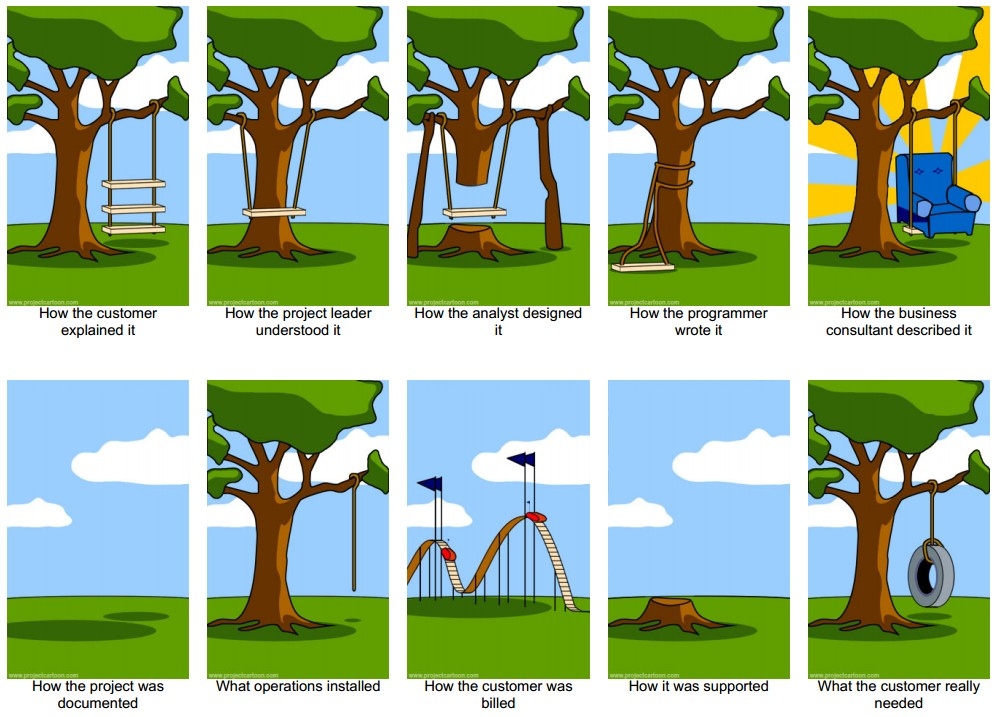 www.projectcartoon.com
www.projectcartoon.com
www.projectcartoon.com
www.projectcartoon.com
www.projectcartoon.com
How the customer
explained it
How the project leader
understood it
How the analyst designed
it
How the programmer
wrote it
How the business
consultant described it
www.projectcartoon.com
www.projectcartoon.com
www.projectcartoon.com
www.projectcartoon.com
www.projectcartoon.com
How the project was
documented
What operations installed
How the customer was
billed
How it was supported
What the customer really
needed